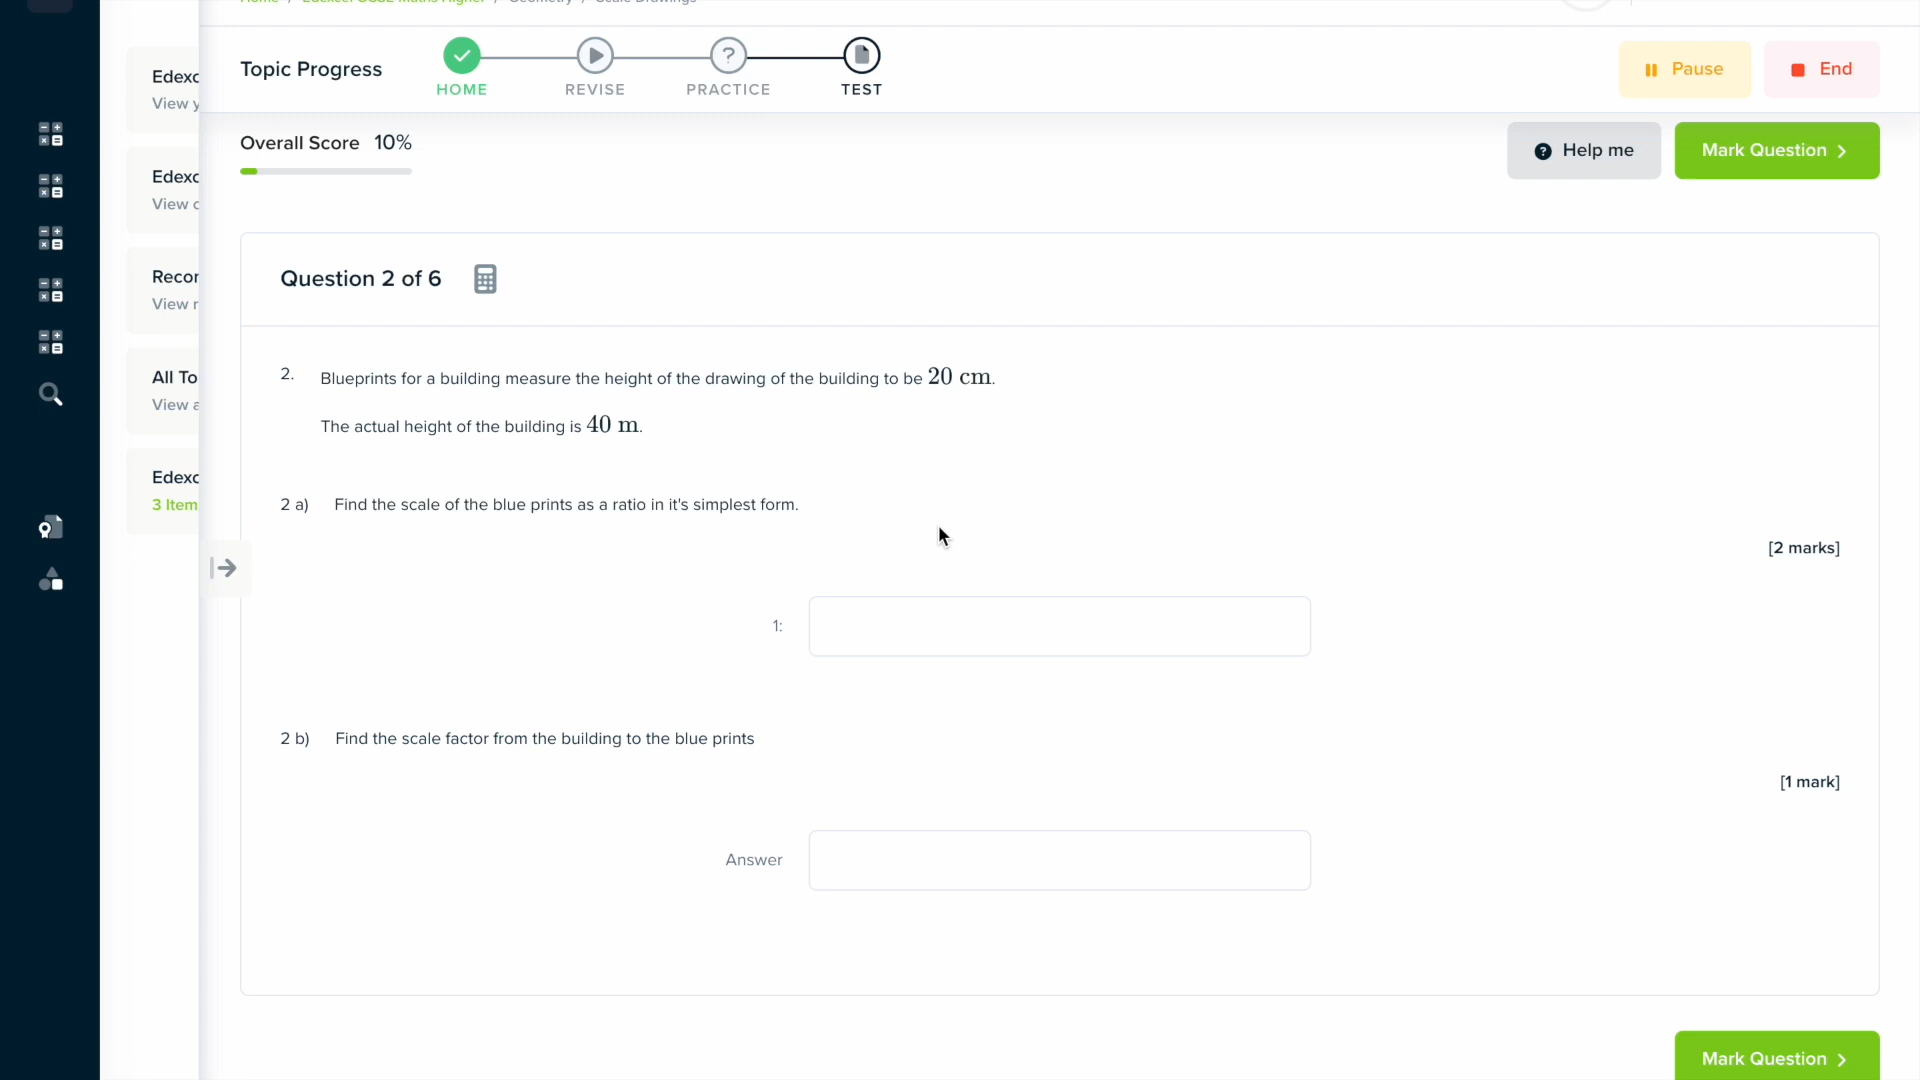 Topic Progress
HOME
REVISE
?
PRACTICE
TEST
Pause
End
Edexc
View y
Overall Score 10%
Help me
Mark Question
Edexc
View c
Recor
View r
Question 2 of 6
All To
View a
2. Blueprints for a building measure the height of the drawing of the building to be 20 cm.
The actual height of the building is 40 m.
Edexc
3 Item
2 a) Find the scale of the blue prints as a ratio in it's simplest form.
[2 marks]
1:
2 b) Find the scale factor from the building to the blue prints
[1 mark]
Answer
Mark Question